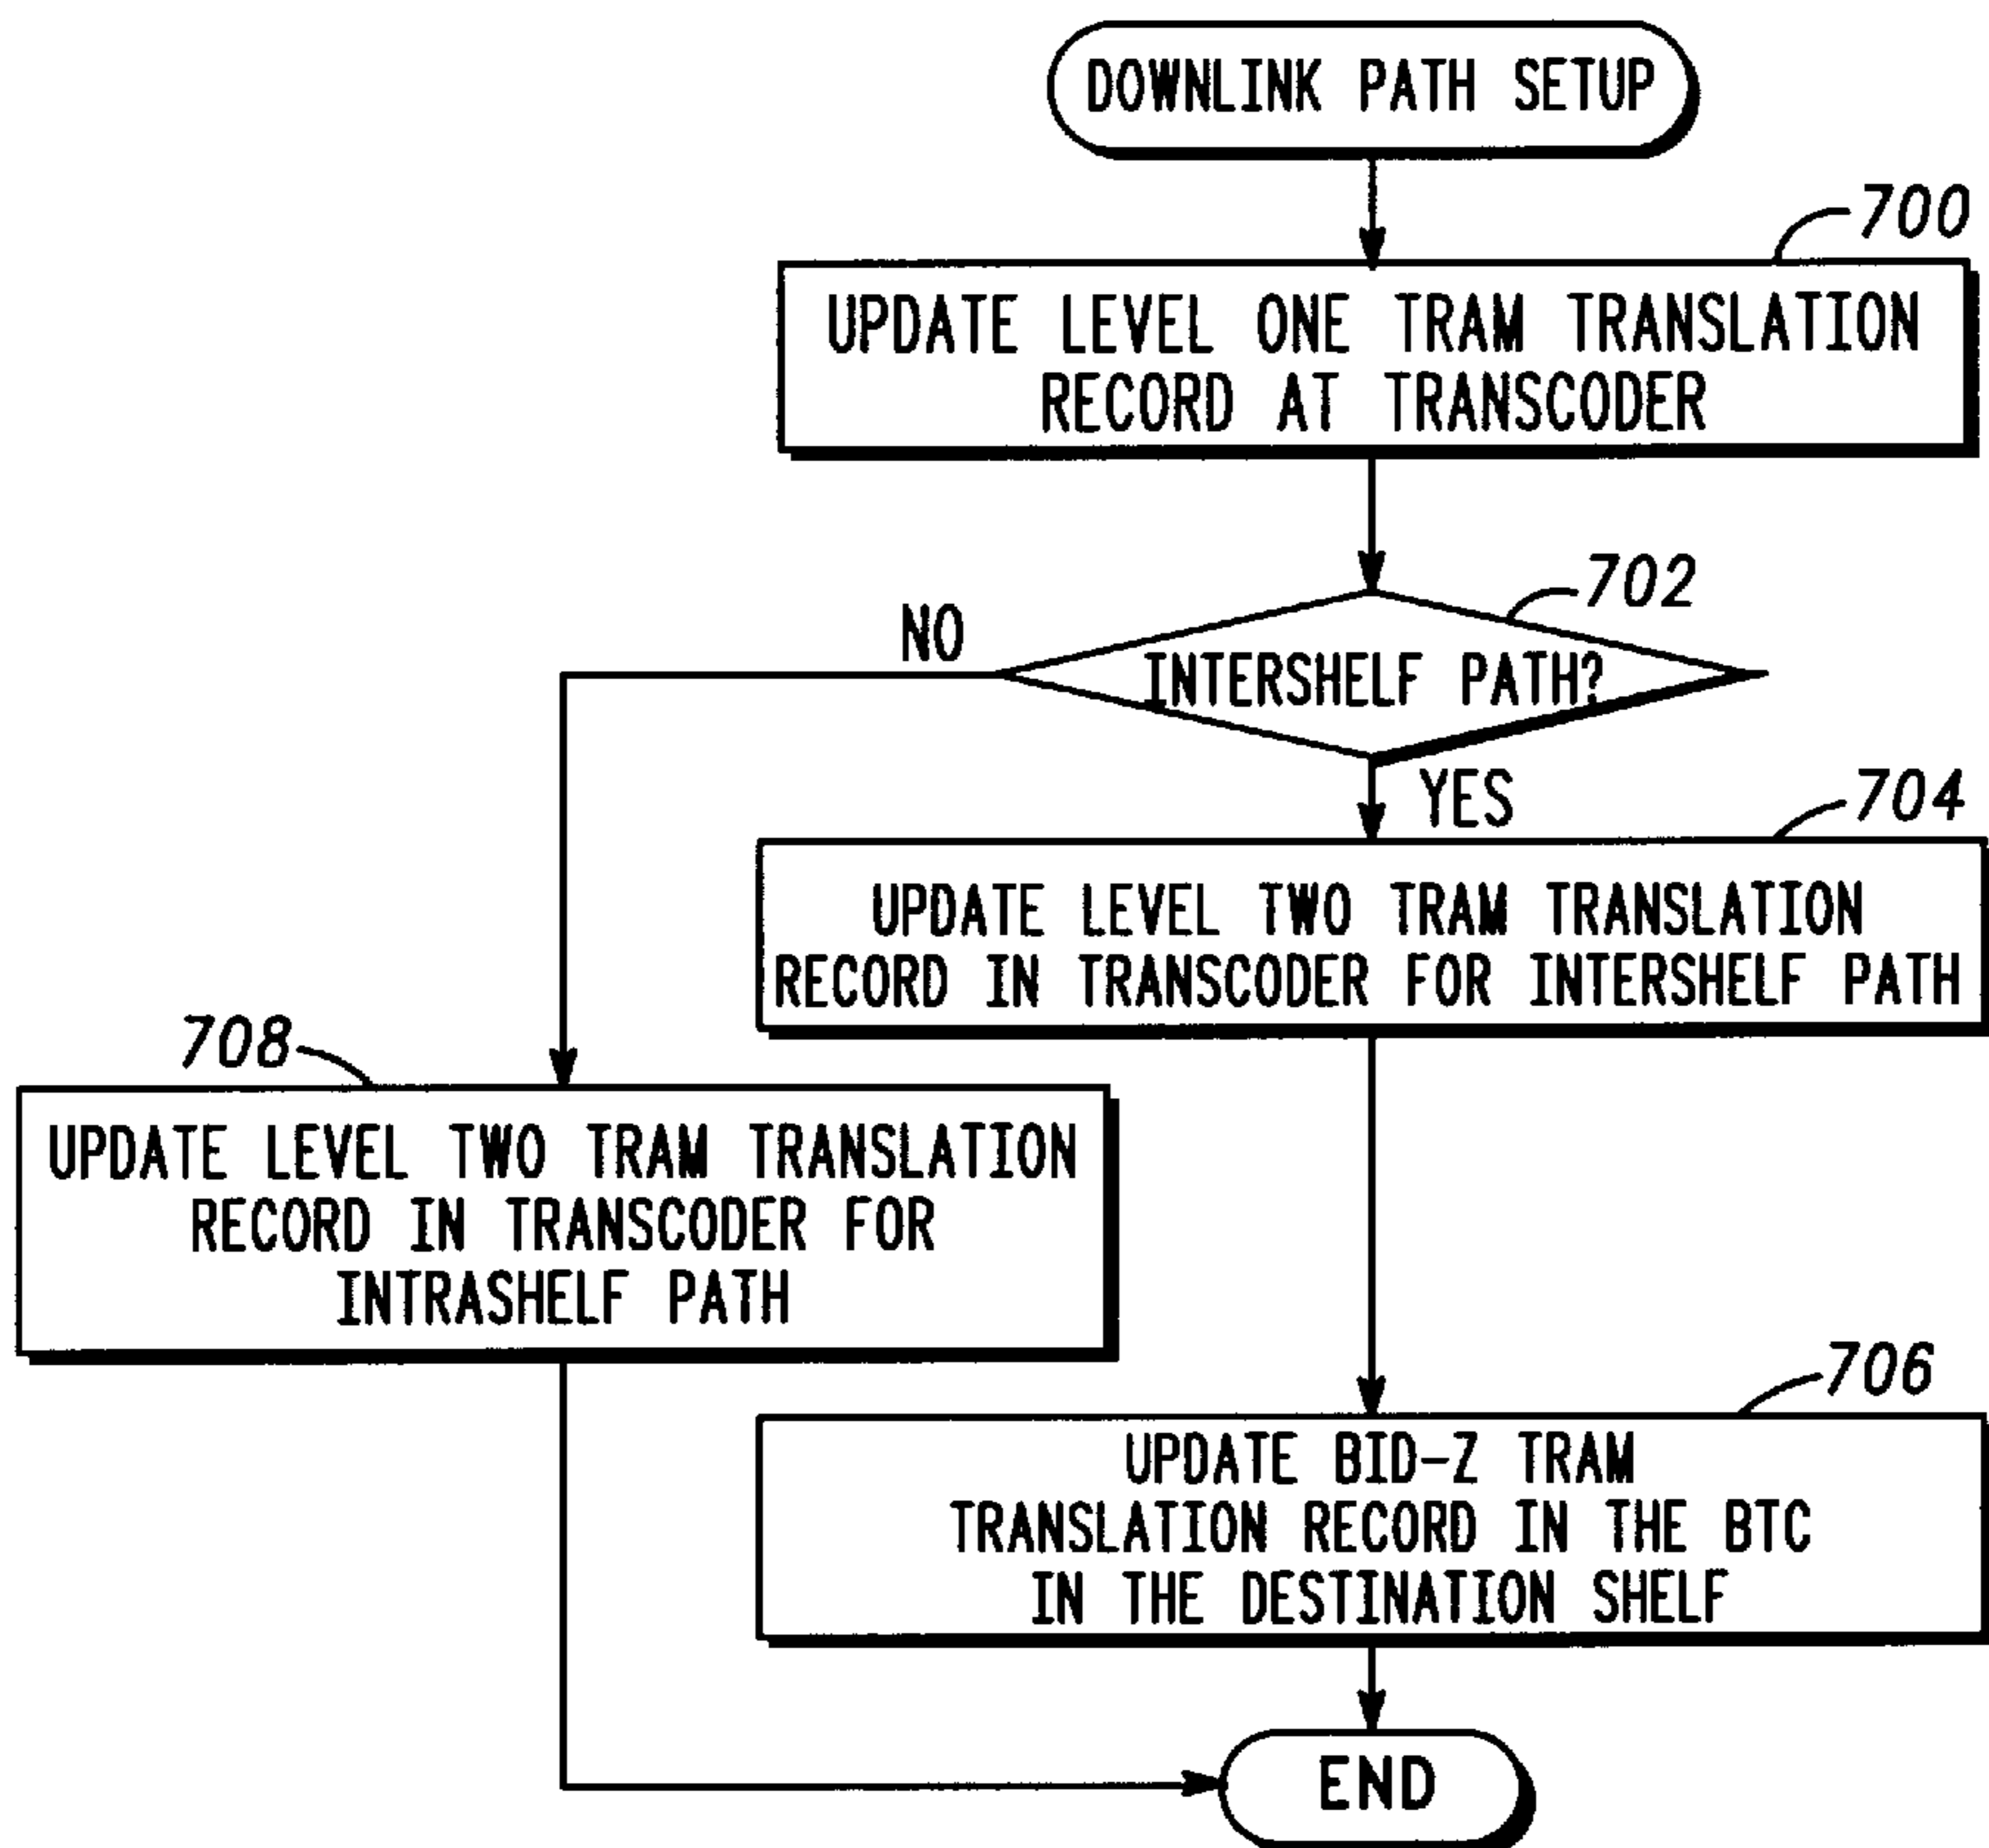 DOWNLINK PATH SETUP
700
UPDATE LEVEL ONE TRAM TRANSLATION
RECORD AT TRANSCODER
702
NO
INTERSHELF PATH?
YES
704
UPDATE LEVEL TWO TRAM TRANSLATION
RECORD IN TRANSCODER FOR INTERSHELF PATH
708
UPDATE LEVEL TWO TRAM TRANSLATION
RECORD IN TRANSCODER FOR
INTRASHELF PATH
706
UPDATE BID-Z TRAM
TRANSLATION RECORD IN THE BTC
IN THE DESTINATION SHELF
END